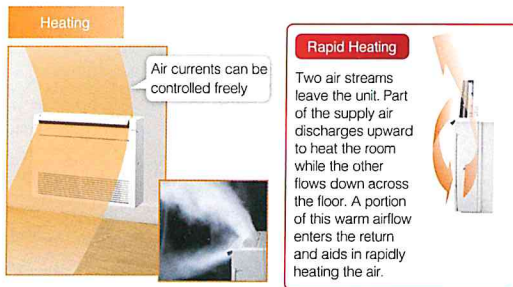 Heating
Air currents can be
controlled freely
Rapid Heating
Two air streams
leave the unit. Part
of the supply air
discharges upward
to heat the room
while the other
flows down across
the floor. A portion
of this warm airflow
enters the return
and aids in rapidly
heating the air.